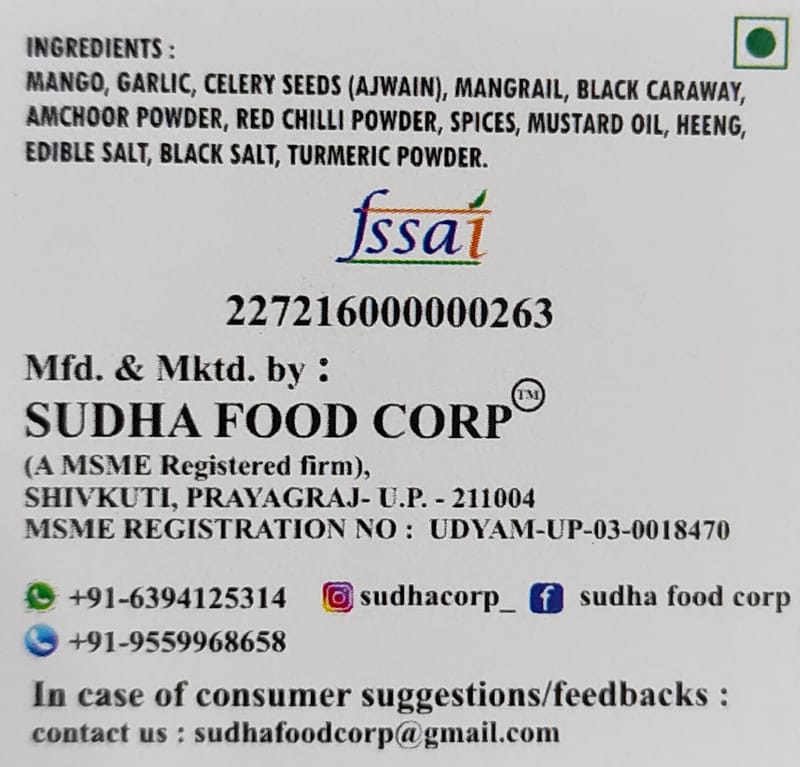 INGREDIENTS :
MANGO, GARLIC, CELERY SEEDS (AJWAIN), MANGRAIL, BLACK CARAWAY,
AMCHOOR POWDER, RED CHILLI POWDER, SPICES, MUSTARD OIL, HEENG,
EDIBLE SALT, BLACK SALT, TURMERIC POWDER.
fssai
227216000000263
Mfd. & Mktd. by :
SUDHA FOOD CORP TM
(A MSME Registered firm),
SHIVKUTI, PRAYAGRAJ- U.P. - 211004
MSME REGISTRATION NO : UDYAM-UP-03-0018470
+91-6394125314 sudhacorp_ f sudha food corp
+91-9559968658
In case of consumer suggestions/feedbacks :
contact us : sudhafoodcorp@gmail.com